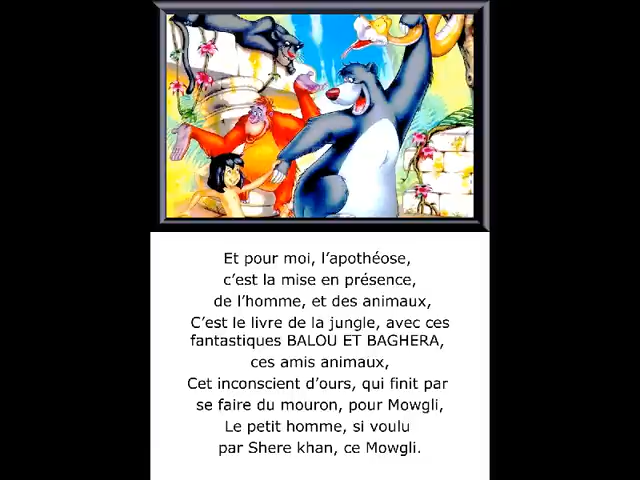 Et pour moi, l'apothéose,
c'est la mise en présence,
de l'homme, et des animaux,
C'est le livre de la jungle, avec ces
fantastiques BALOU ET BAGHERA,
ces amis animaux,
Cet inconscient d'ours, qui finit par
se faire du mouron, pour Mowgli,
Le petit homme, si voulu
par Shere khan, ce Mowgli.